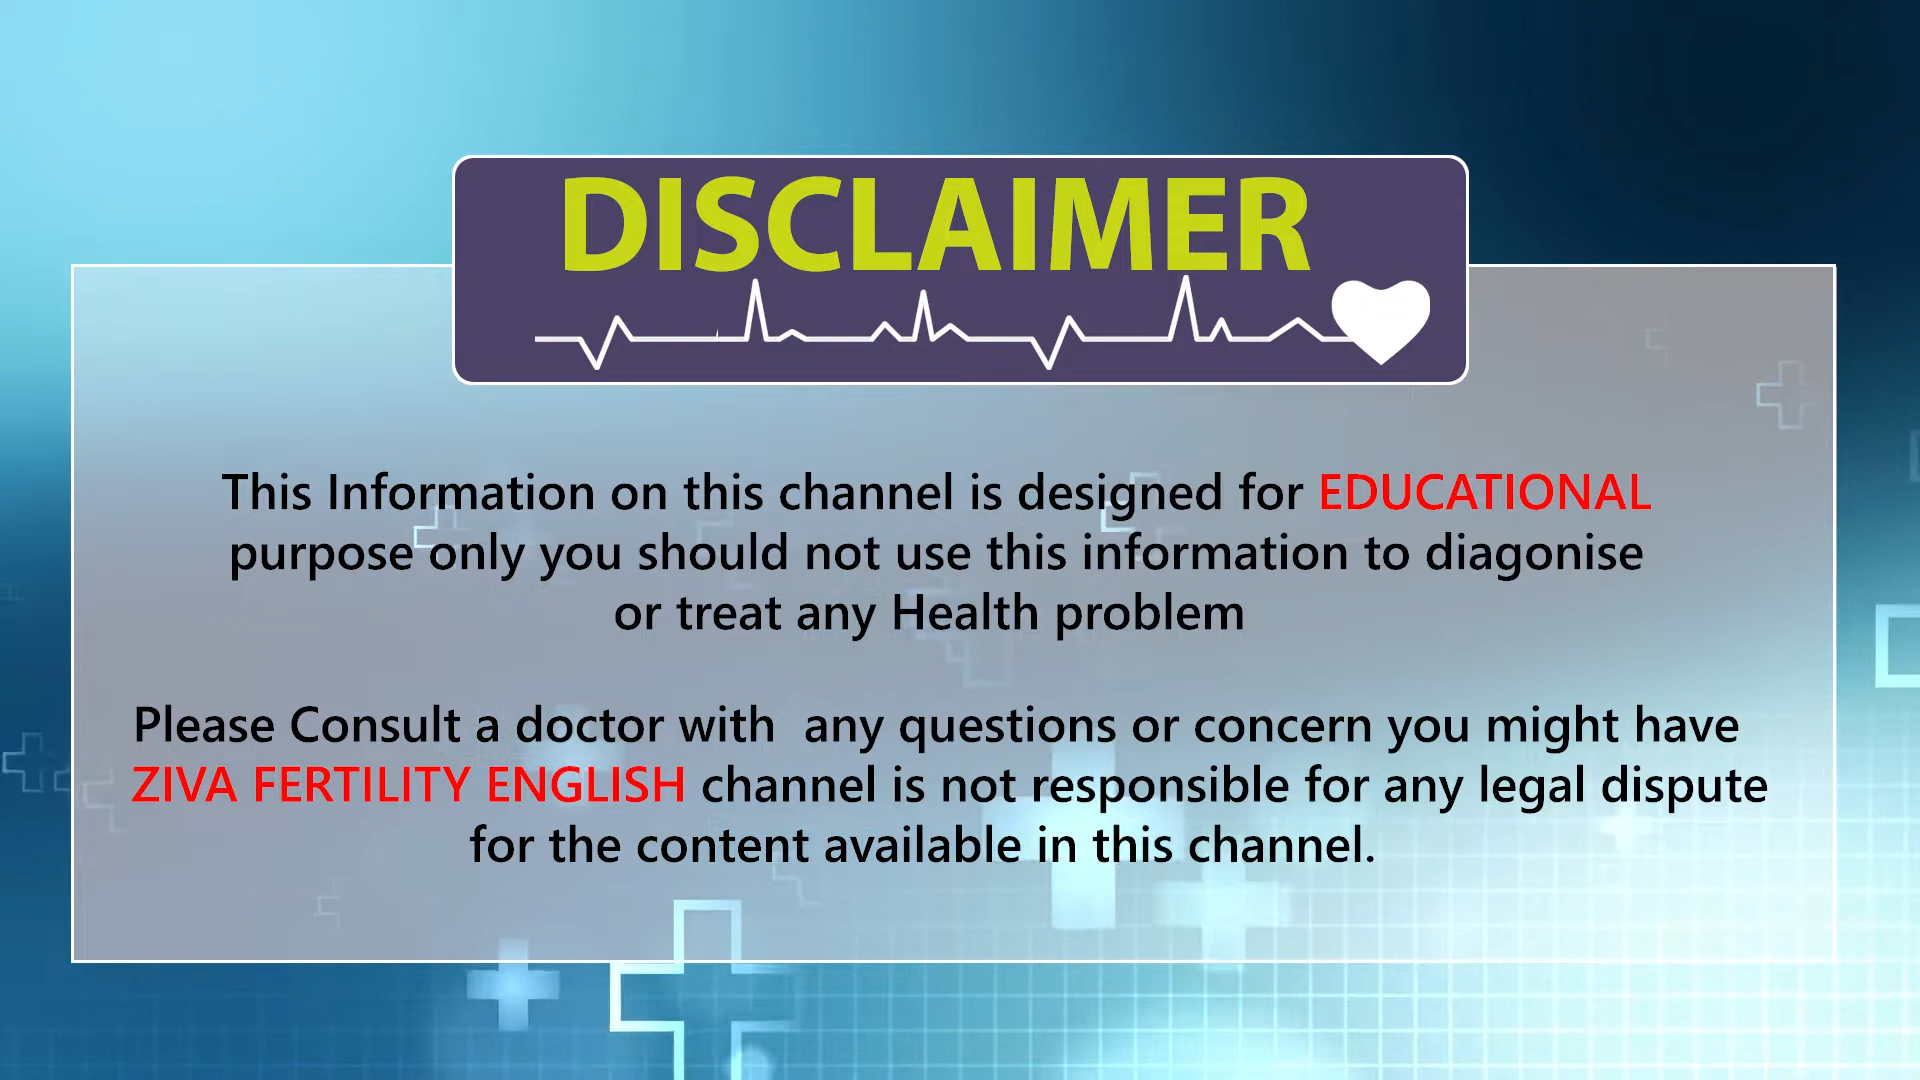 DISCLAIMER
This Information on this channel is designed for EDUCATIONAL
purpose only you should not use this information to diagonise
or treat any Health problem
Please Consult a doctor with any questions or concern you might have
ZIVA FERTILITY ENGLISH channel is not responsible for any legal dispute
for the content available in this channel.